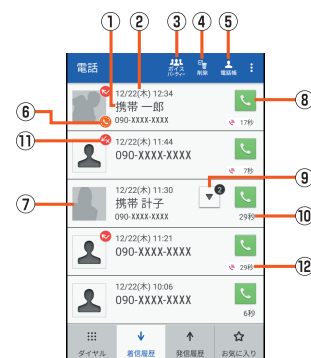 ① ② ③ ④ ⑤
電話
ボイス
パーティー
削除
電話帳
12/22(木) 12:34
携帯 一郎
090-XXXX-XXXX
17秒
⑥ ⑧
⑪
12/22(木) 11:44
090-XXXX-XXXX
7秒
⑦ ⑨
12/22(木) 11:30
携帯 計子
090-XXXX-XXXX
2
29秒
⑩
12/22(木) 11:21
090-XXXX-XXXX
29秒
⑫
12/22(木) 10:06
090-XXXX-XXXX
6秒
ダイヤル 着信履歴 発信履歴 お気に入り